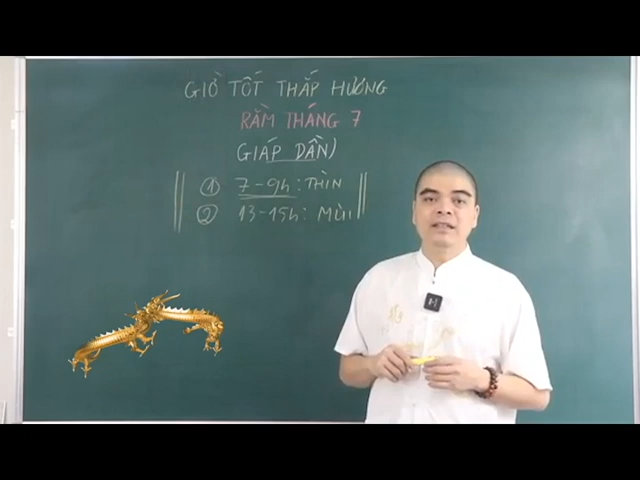 GIỜ TỐT THẮP HƯƠNG
RẰM THÁNG 7
GIÁP DẦN
① 7-9h: THÌN
② 13-15h: MÙI